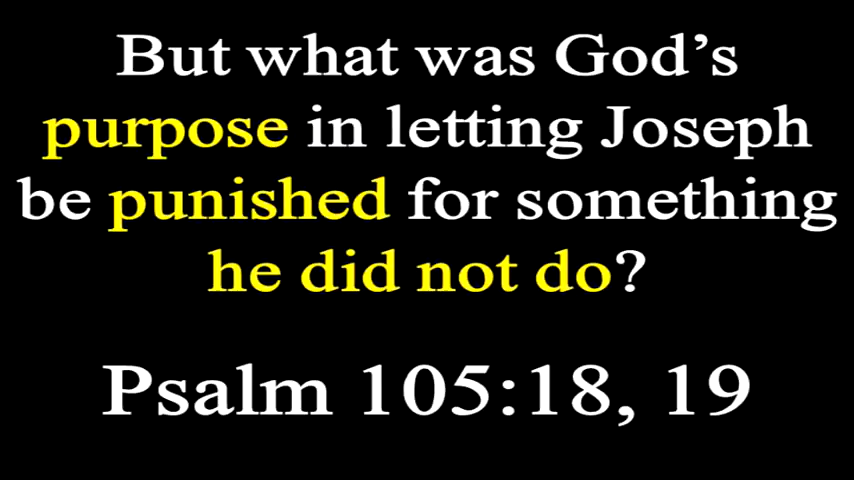 But what was God’s
purpose in letting Joseph
be punished for something
he did not do?
Psalm 105:18, 19